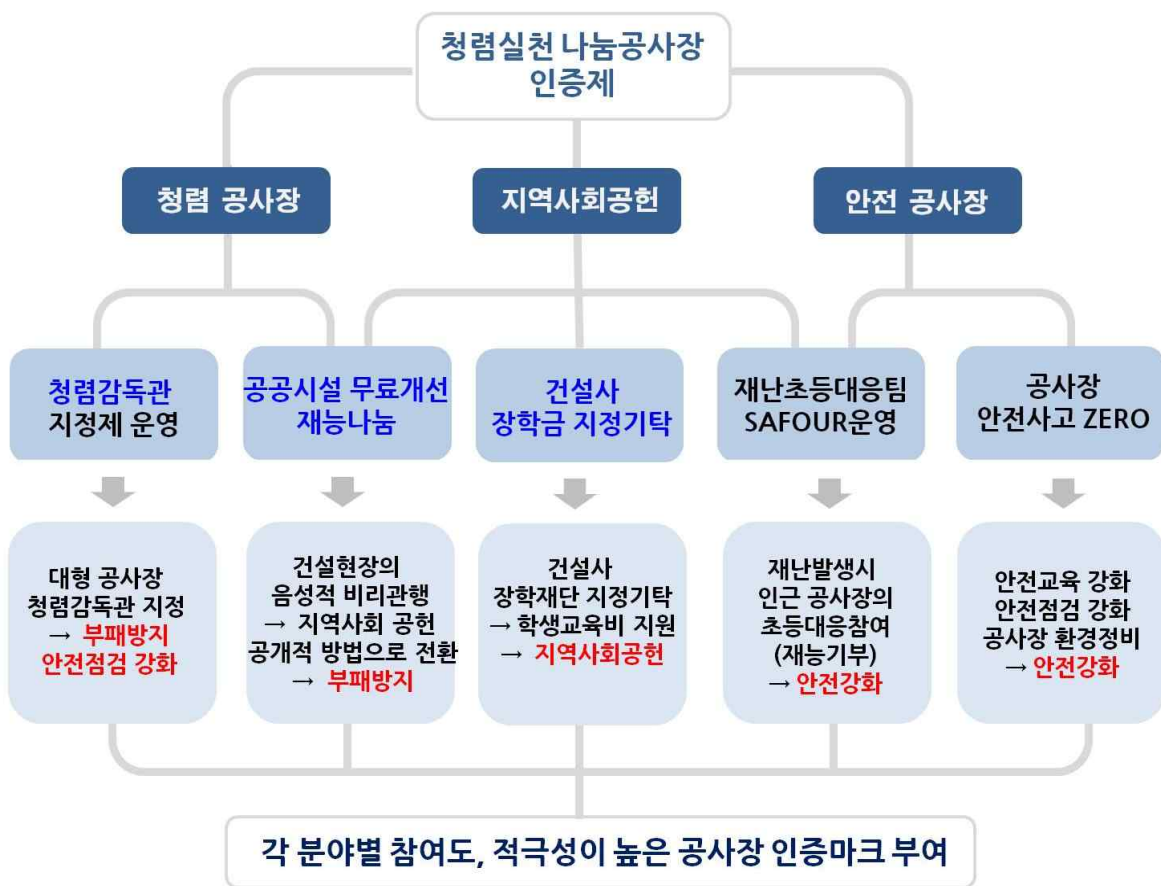 청렴실천 나눔공사장
인증제
청렴 공사장
지역사회공헌
안전 공사장
청렴감독관
지정제 운영
공공시설 무료개선
재능나눔
건설사
장학금 지정기탁
재난초등대응팀
SAFOUR운영
공사장
안전사고 ZERO
대형 공사장
청렴감독관 지정
→ 부패방지
안전점검 강화
건설현장의
음성적 비리관행
→ 지역사회 공헌
공개적 방법으로 전환
→ 부패방지
건설사
장학재단 지정기탁
→ 학생교육비 지원
→ 지역사회공헌
재난발생시
인근 공사장의
초등대응참여
(재능기부)
→ 안전강화
안전교육 강화
안전점검 강화
공사장 환경정비
→ 안전강화
각 분야별 참여도, 적극성이 높은 공사장 인증마크 부여